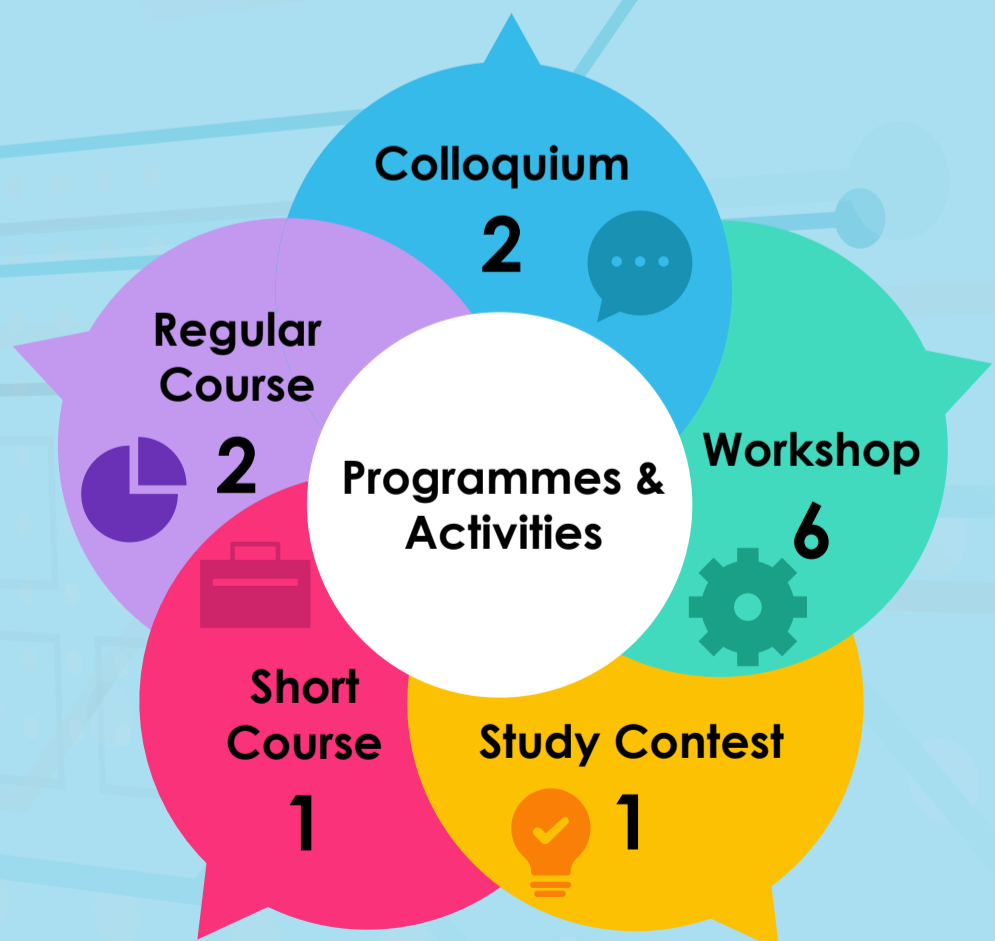 Colloquium
2
Regular
Course
2
Programmes &
Activities
Workshop
6
Short
Course
1
Study Contest
1